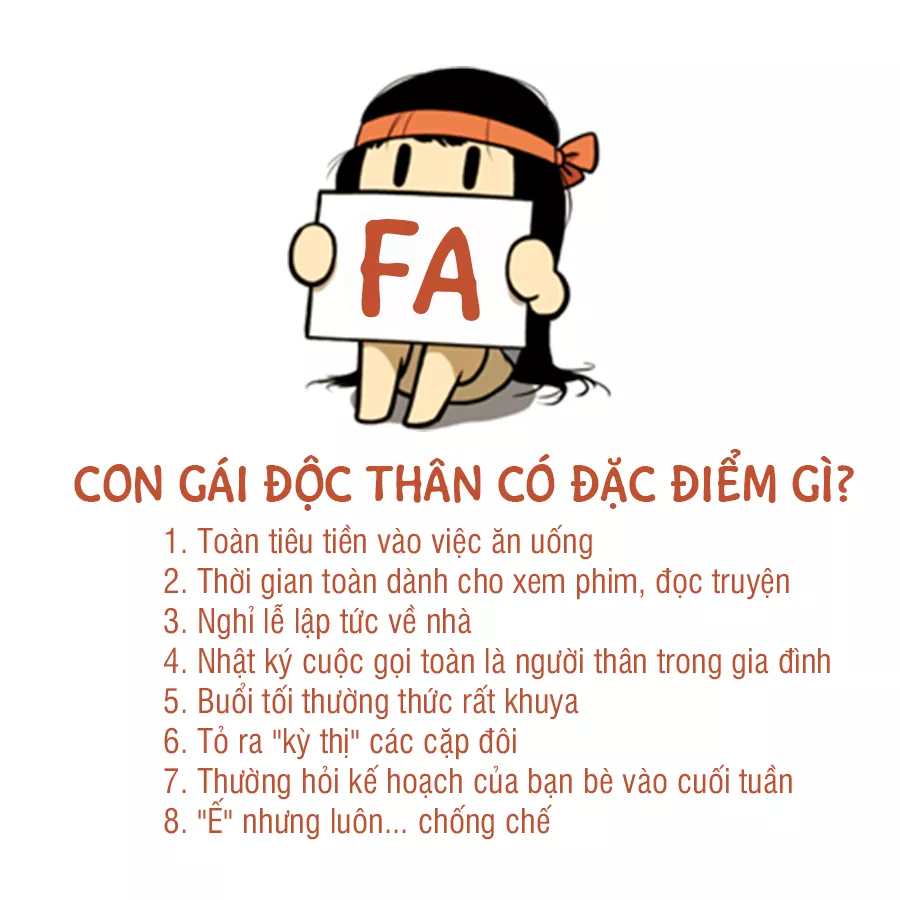 FA
CON GÁI ĐỘC THÂN CÓ ĐẶC ĐIỂM GÌ?
1. Toàn tiêu tiền vào việc ăn uống
2. Thời gian toàn dành cho xem phim, đọc truyện
3. Nghỉ lễ lập tức về nhà
4. Nhật ký cuộc gọi toàn là người thân trong gia đình
5. Buổi tối thường thức rất khuya
6. Tỏ ra "kỳ thị" các cặp đôi
7. Thường hỏi kế hoạch của bạn bè vào cuối tuần
8. "Ế" nhưng luôn... chống chế